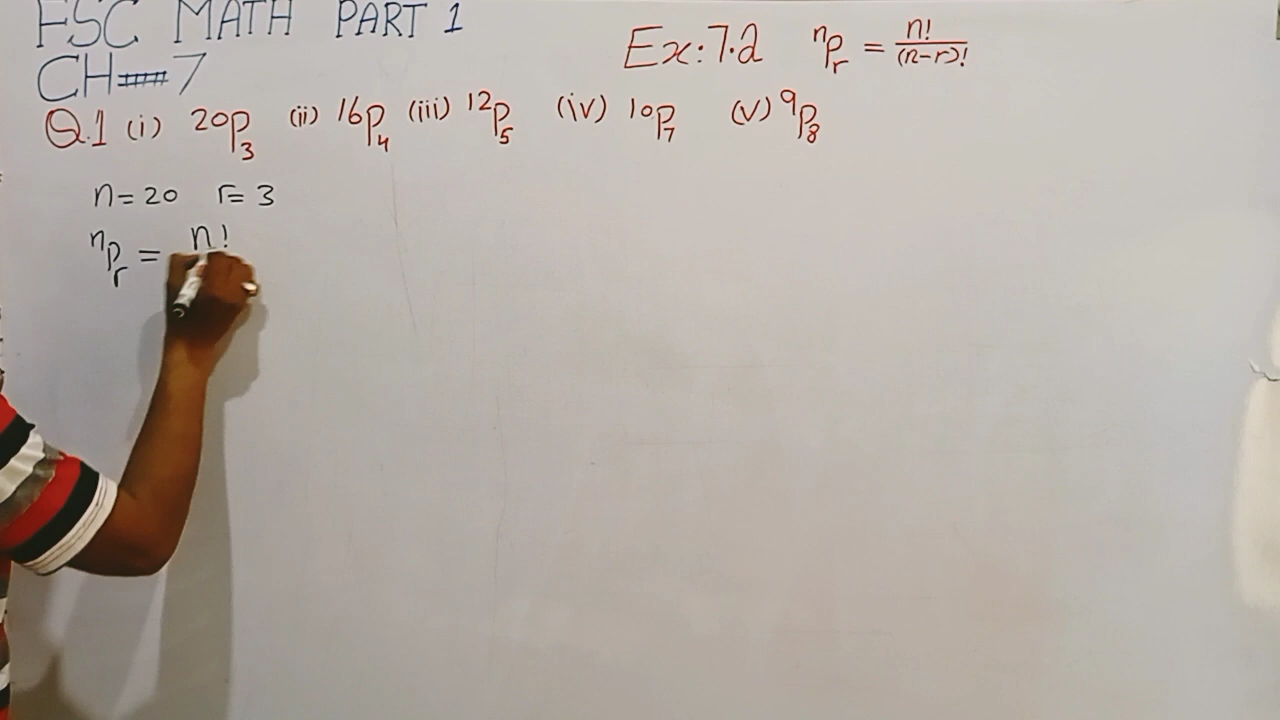 FSC MATH PART 1
CH 7
Ex: 7.2 ⁿPᵣ = n!/(n-r)!
Q.1 (i) ²⁰P₃ (ii) ¹⁶P₄ (iii) ¹²P₅ (iv) ¹⁰P₇ (v) ⁹P₈
n = 20 r = 3
ⁿPᵣ = n!